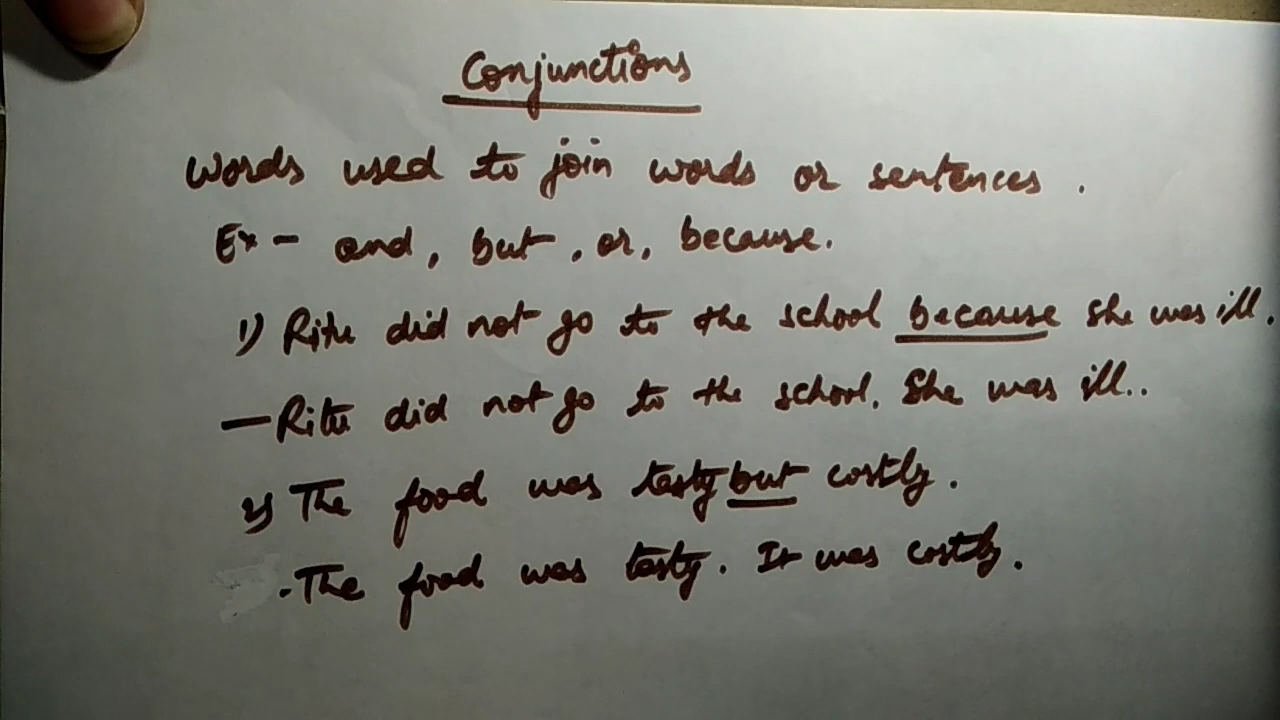 Conjunctions
Words used to join words or sentences .
Ex - and, but, or, because.
1) Ritu did not go to the school because she was ill.
- Ritu did not go to the school. She was ill..
2) The food was tasty but costly.
. The food was tasty. It was costly.